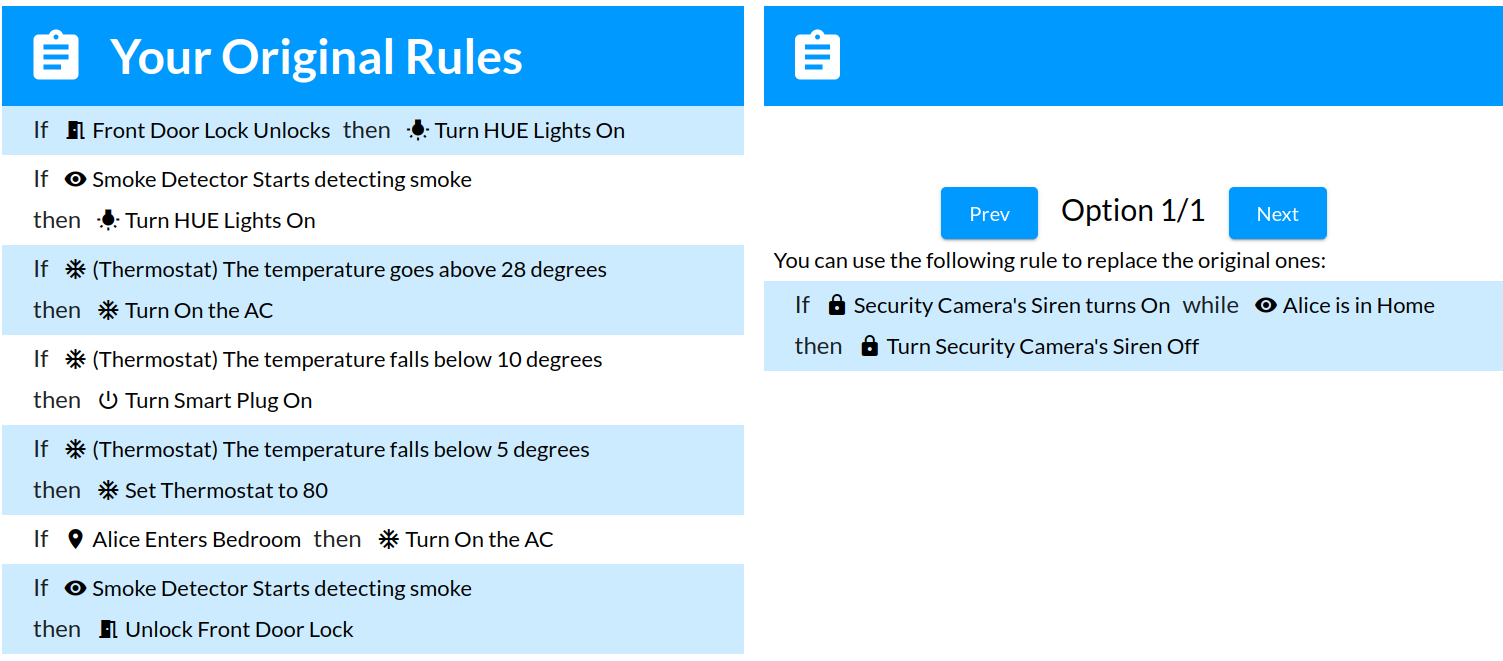 Your Original Rules
If Front Door Lock Unlocks then Turn HUE Lights On
If Smoke Detector Starts detecting smoke
then Turn HUE Lights On
If (Thermostat) The temperature goes above 28 degrees
then Turn On the AC
If (Thermostat) The temperature falls below 10 degrees
then Turn Smart Plug On
If (Thermostat) The temperature falls below 5 degrees
then Set Thermostat to 80
If Alice Enters Bedroom then Turn On the AC
If Smoke Detector Starts detecting smoke
then Unlock Front Door Lock
Prev Option 1/1 Next
You can use the following rule to replace the original ones:
If Security Camera's Siren turns On while Alice is in Home
then Turn Security Camera's Siren Off